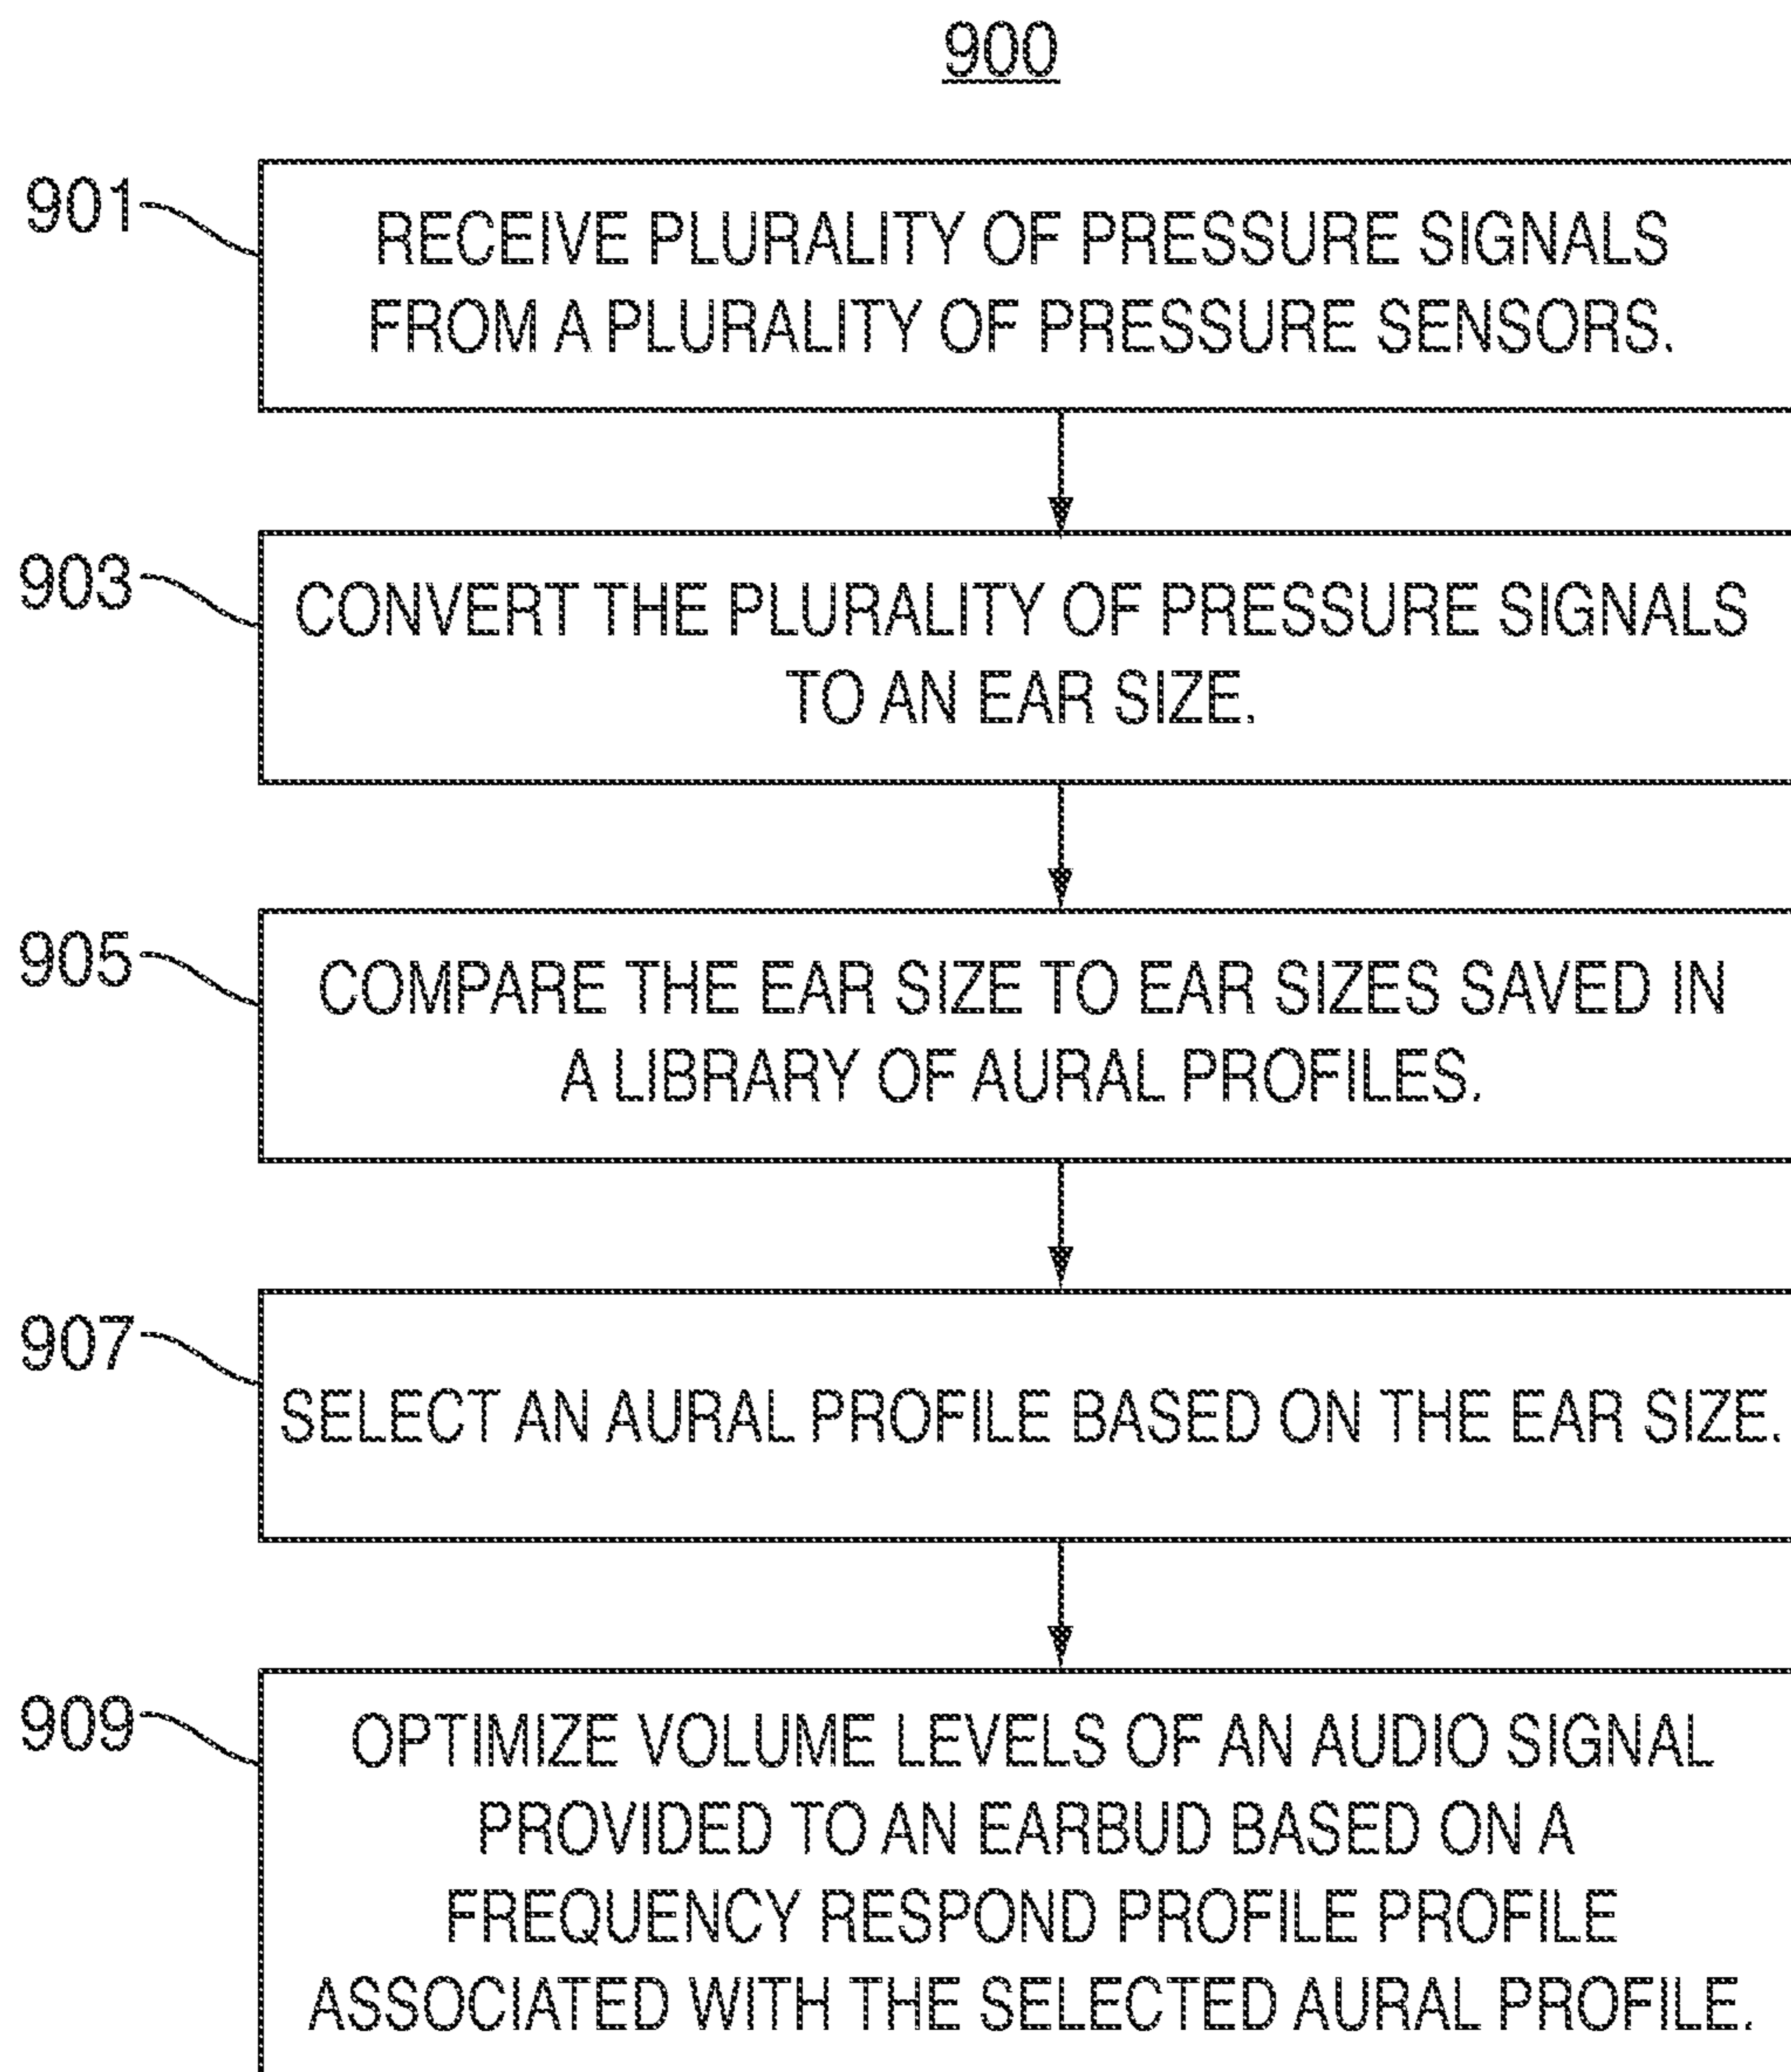 900
901
RECEIVE PLURALITY OF PRESSURE SIGNALS
FROM A PLURALITY OF PRESSURE SENSORS.
903
CONVERT THE PLURALITY OF PRESSURE SIGNALS
TO AN EAR SIZE.
905
COMPARE THE EAR SIZE TO EAR SIZES SAVED IN
A LIBRARY OF AURAL PROFILES.
907
SELECT AN AURAL PROFILE BASED ON THE EAR SIZE.
909
OPTIMIZE VOLUME LEVELS OF AN AUDIO SIGNAL
PROVIDED TO AN EARBUD BASED ON A
FREQUENCY RESPOND PROFILE PROFILE
ASSOCIATED WITH THE SELECTED AURAL PROFILE.